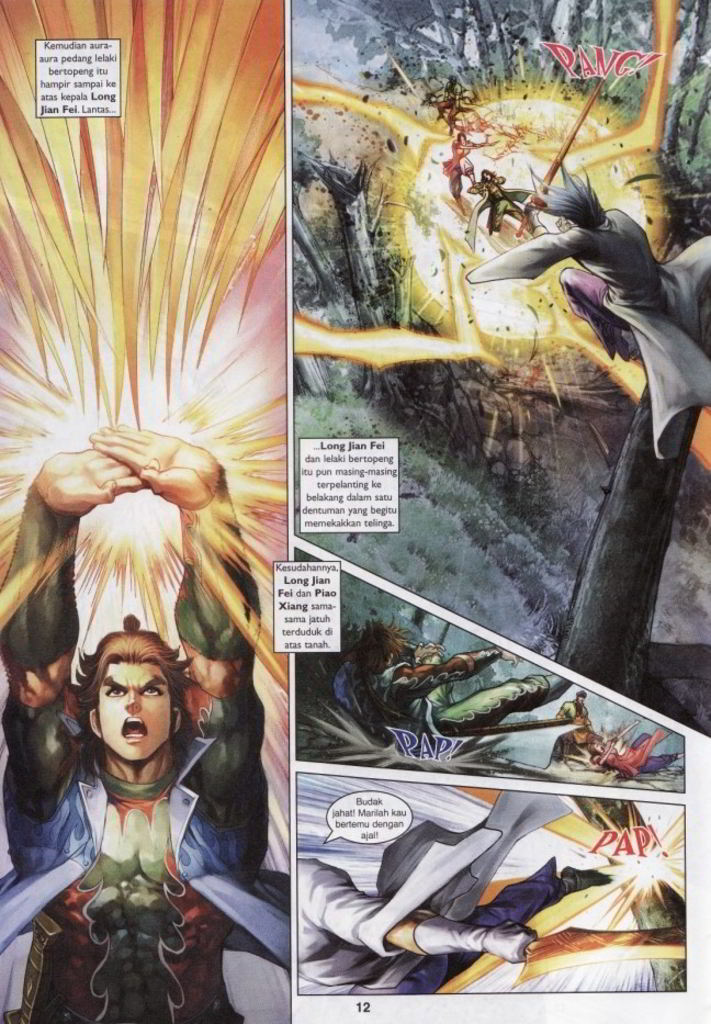 Kemudian aura-
aura pedang lelaki
bertopeng itu
hampir sampai ke
atas kepala Long
Jian Fei. Lantas...
PANG!
...Long Jian Fei
dan lelaki bertopeng
itu pun masing-masing
terpelanting ke
belakang dalam satu
dentuman yang begitu
memekakkan telinga.
Kesudahannya,
Long Jian
Fei dan Piao
Xiang sama-
sama jatuh
terduduk di
atas tanah.
PAP!
Budak
jahat! Marilah kau
bertemu dengan
ajal!
PAP!
12